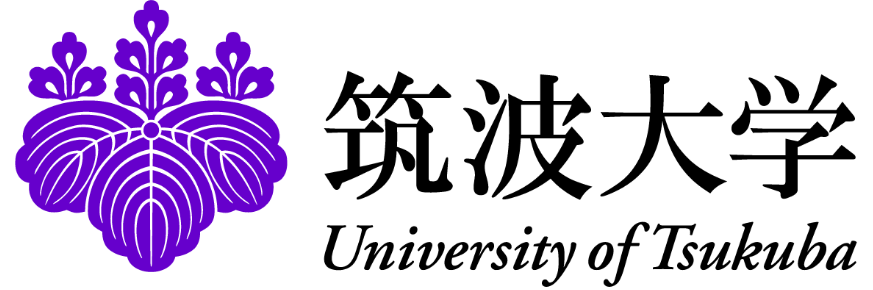 筑波大学
University of Tsukuba